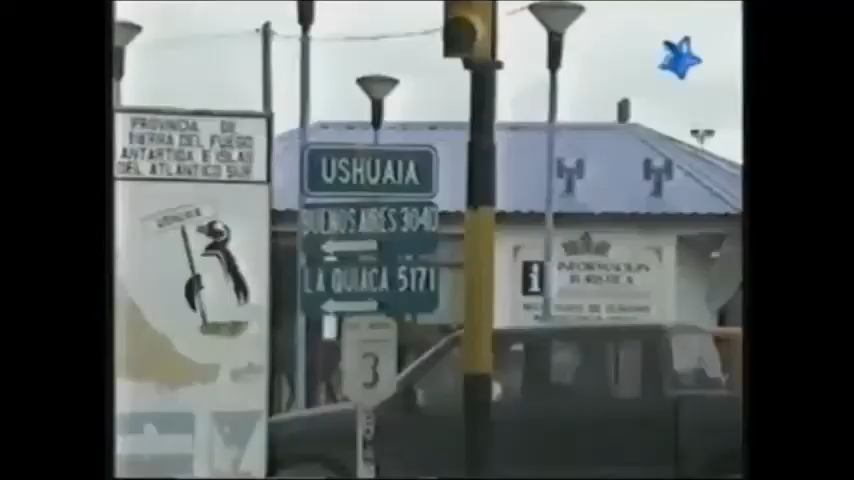 PROVINCIA DE
TIERRA DEL FUEGO
ANTARTIDA E ISLAS
DEL ATLANTICO SUR
USHUAIA
USHUAIA
BUENOS AIRES 3040
LA QUIACA 5171
3
i
INFORMACION
TURISTICA